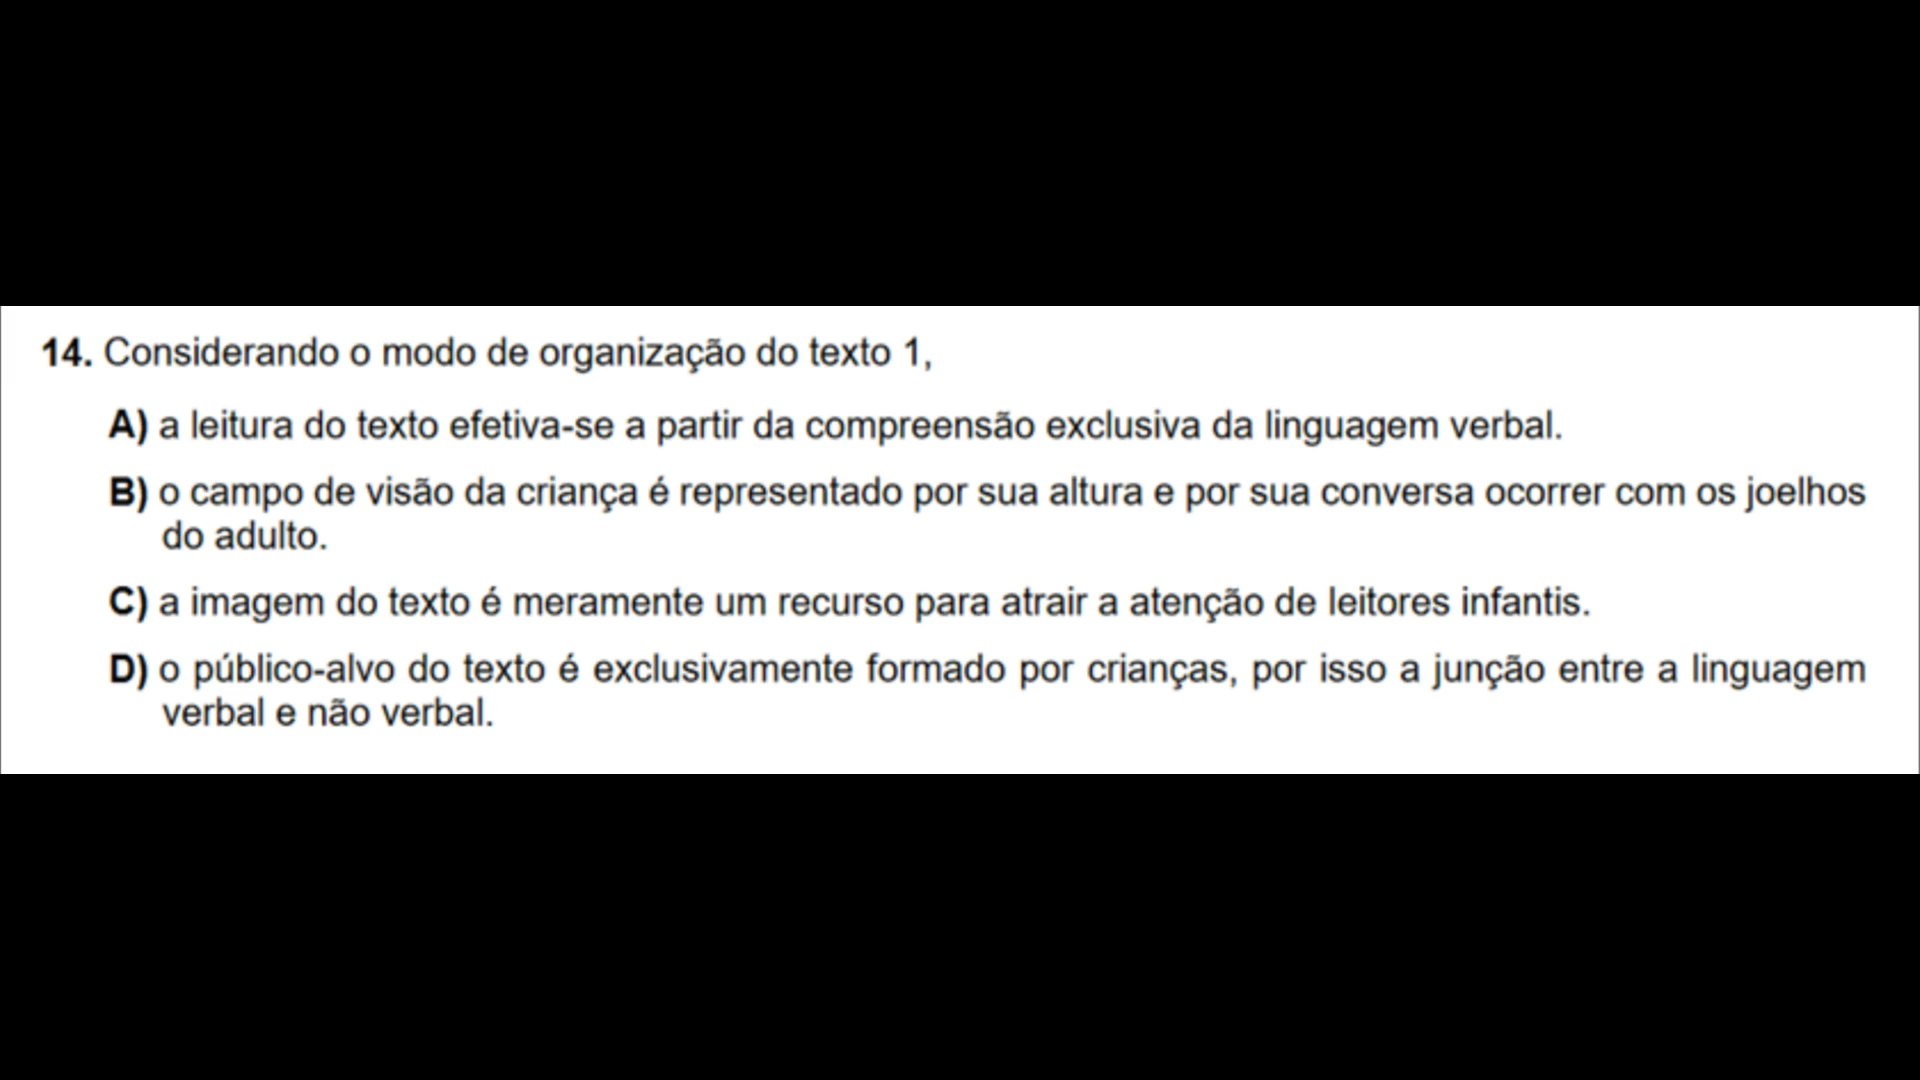 14. Considerando o modo de organização do texto 1,
A) a leitura do texto efetiva-se a partir da compreensão exclusiva da linguagem verbal.
B) o campo de visão da criança é representado por sua altura e por sua conversa ocorrer com os joelhos
do adulto.
C) a imagem do texto é meramente um recurso para atrair a atenção de leitores infantis.
D) o público-alvo do texto é exclusivamente formado por crianças, por isso a junção entre a linguagem
verbal e não verbal.